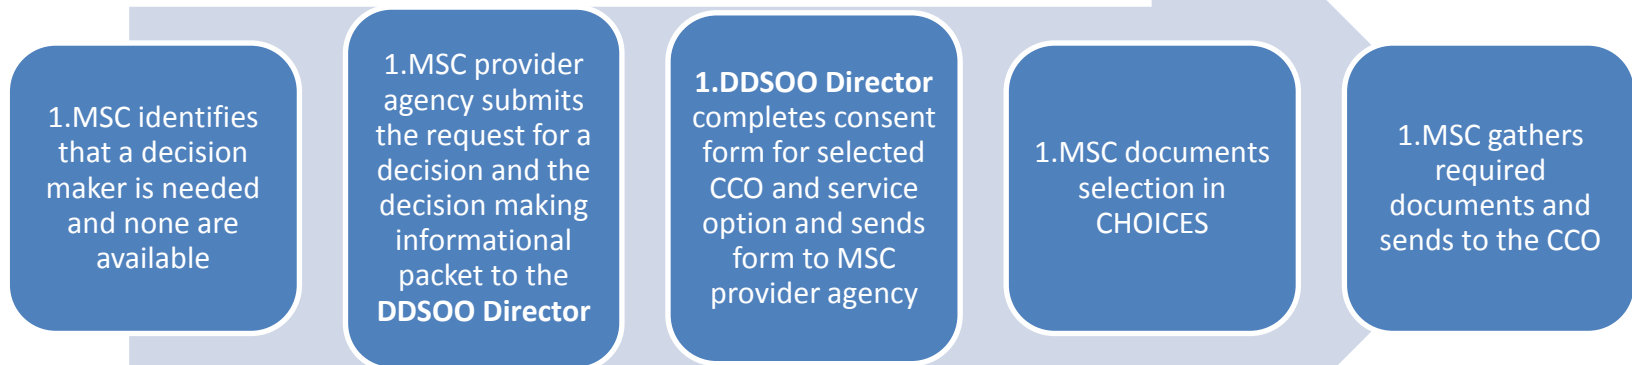 1.MSC identifies
that a decision
maker is needed
and none are
available
1.MSC provider
agency submits
the request for a
decision and the
decision making
informational
packet to the
DDSOO Director
1.DDSOO Director
completes consent
form for selected
CCO and service
option and sends
form to MSC
provider agency
1.MSC documents
selection in
CHOICES
1.MSC gathers
required
documents and
sends to the CCO